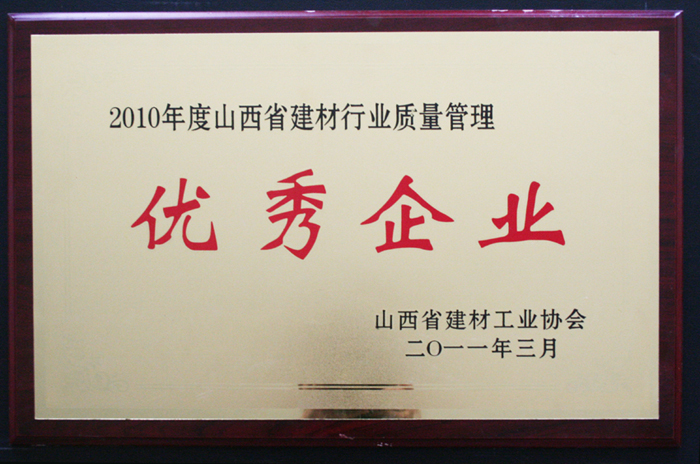 2010年度山西省建材行业质量管理
优秀企业
山西省建材工业协会
二〇一一年三月